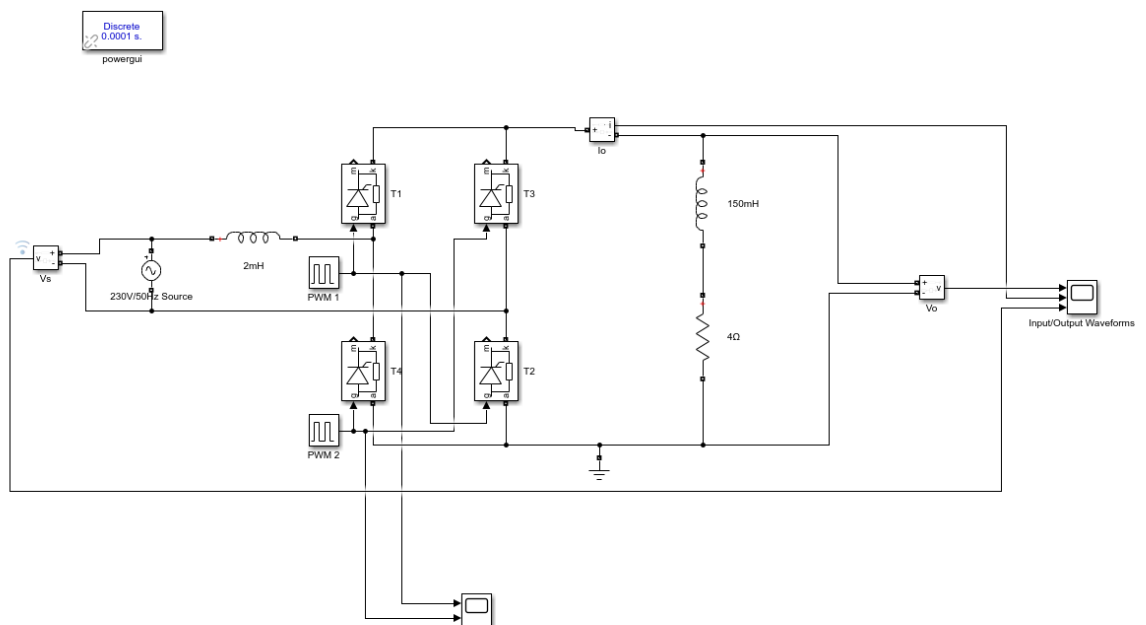 Discrete
0.0001 s.
powergui
+
i
-
Io
m
k
T1
g
a
m
k
T3
g
a
150mH
2mH
v
+
-
Vs
230V/50Hz Source
PWM 1
+
-
v
Vo
Input/Output Waveforms
4Ω
m
k
T4
g
a
m
k
T2
g
a
PWM 2